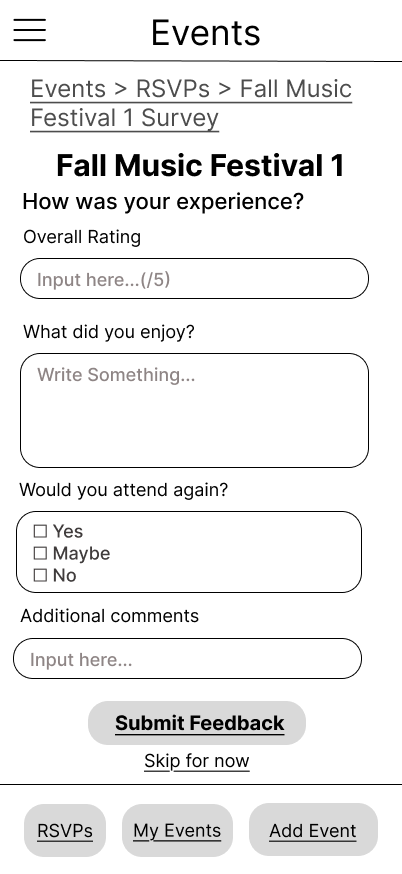 Events
Events > RSVPs > Fall Music
Festival 1 Survey
Fall Music Festival 1
How was your experience?
Overall Rating
Input here...(/5)
What did you enjoy?
Write Something...
Would you attend again?
☐ Yes
☐ Maybe
☐ No
Additional comments
Input here...
Submit Feedback
Skip for now
RSVPs My Events Add Event